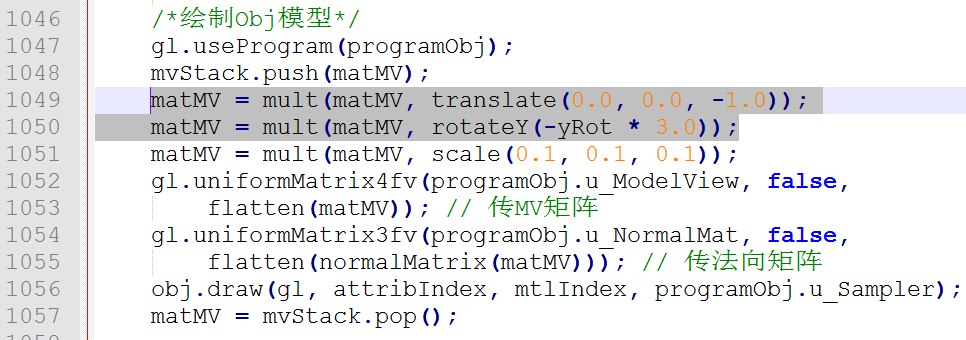 1046 /*绘制Obj模型*/
1047 gl.useProgram(programObj);
1048 mvStack.push(matMV);
1049 matMV = mult(matMV, translate(0.0, 0.0, -1.0));
1050 matMV = mult(matMV, rotateY(-yRot * 3.0));
1051 matMV = mult(matMV, scale(0.1, 0.1, 0.1));
1052 gl.uniformMatrix4fv(programObj.u_ModelView, false,
1053 flatten(matMV)); // 传MV矩阵
1054 gl.uniformMatrix3fv(programObj.u_NormalMat, false,
1055 flatten(normalMatrix(matMV))); // 传法向矩阵
1056 obj.draw(gl, attribIndex, mtlIndex, programObj.u_Sampler);
1057 matMV = mvStack.pop();